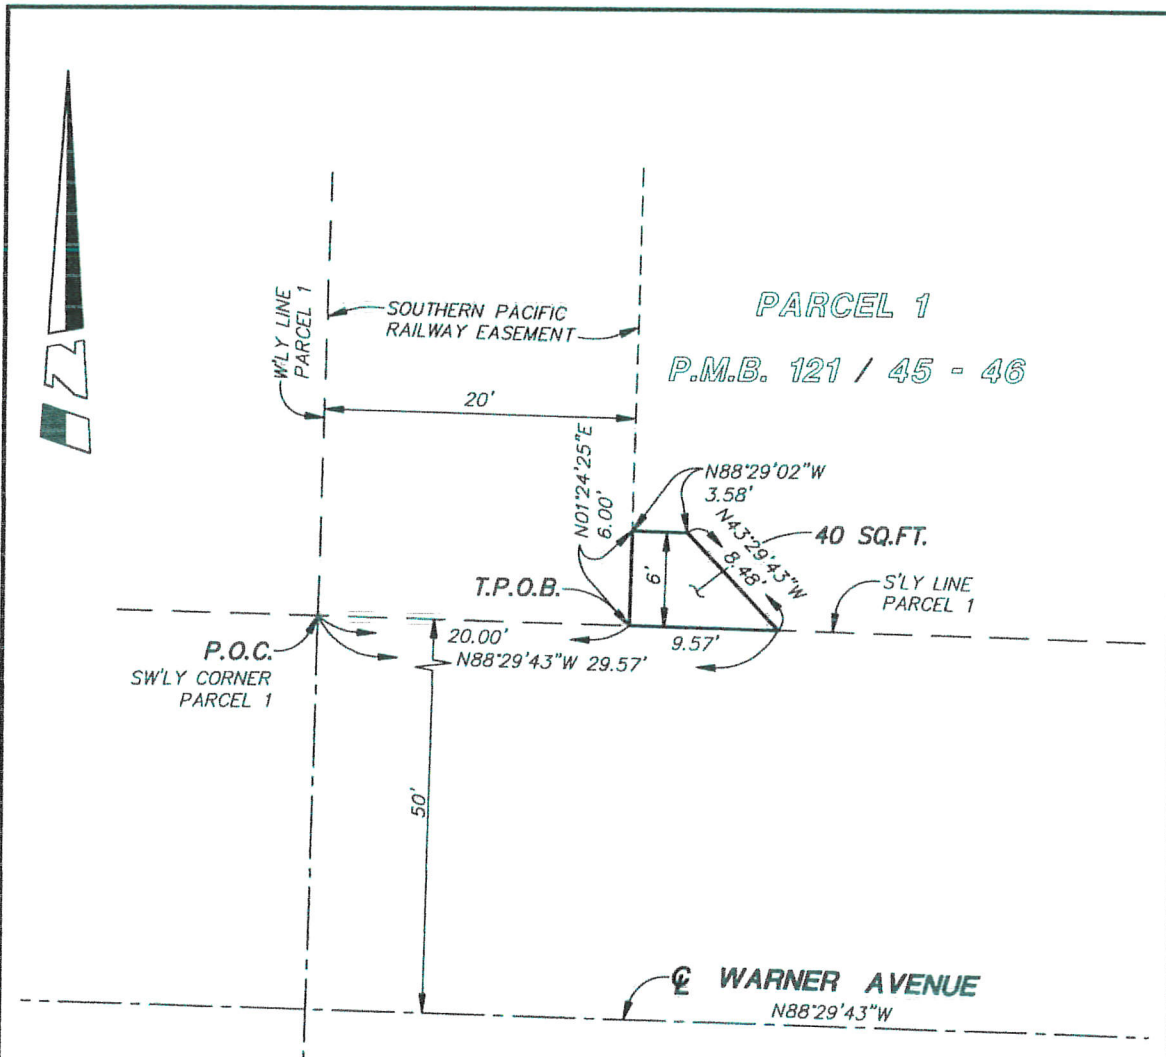 N
W'LY LINE
PARCEL 1
SOUTHERN PACIFIC
RAILWAY EASEMENT
PARCEL 1
P.M.B. 121 / 45 - 46
20'
N01°24'25"E
6.00'
N88°29'02"W
3.58'
N43°29'43"W
8.48'
40 SQ.FT.
6'
T.P.O.B.
S'LY LINE
PARCEL 1
P.O.C.
SW'LY CORNER
PARCEL 1
20.00'
9.57'
N88°29'43"W 29.57'
50'
℄ WARNER AVENUE
N88°29'43"W